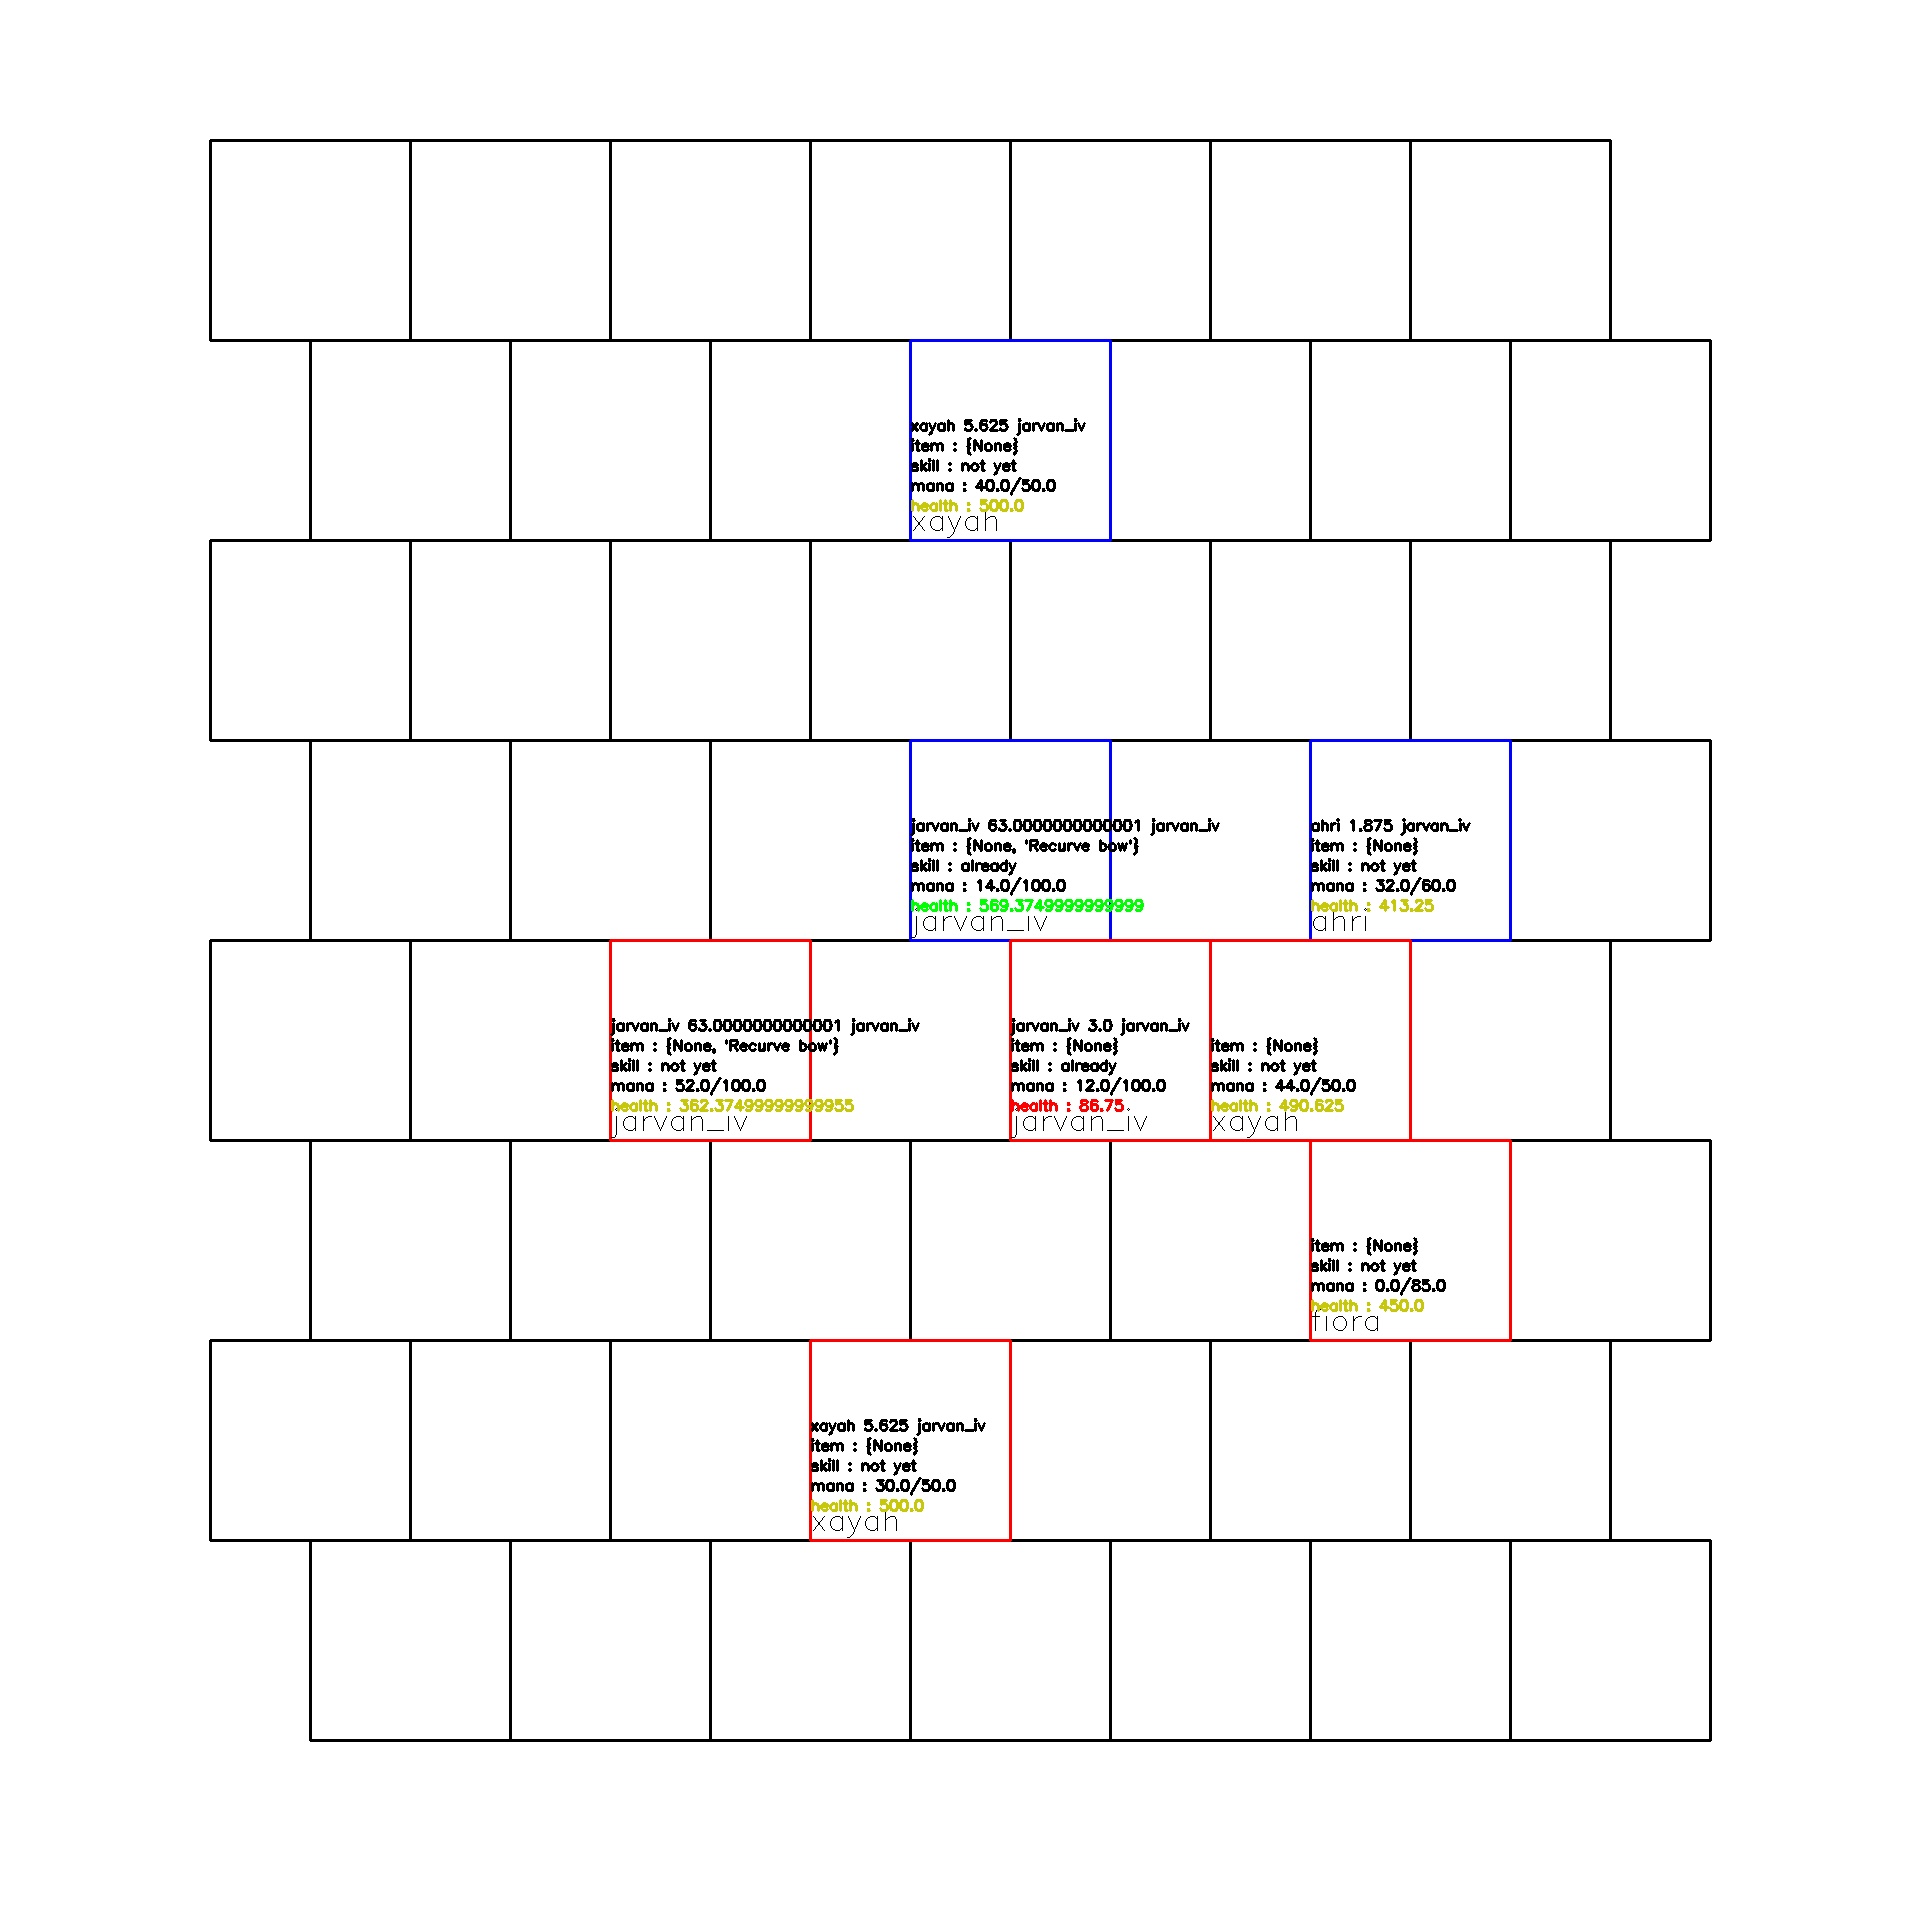 xayah 5.625 jarvan_iv
item : {None}
skill : not yet
mana : 40.0/50.0
health : 500.0
xayah
jarvan_iv 63.0000000000001 jarvan_iv
item : {None, 'Recurve bow'}
skill : already
mana : 14.0/100.0
health : 569.3749999999999
jarvan_iv
ahri 1.875 jarvan_iv
item : {None}
skill : not yet
mana : 32.0/60.0
health : 413.25
ahri
jarvan_iv 63.0000000000001 jarvan_iv
item : {None, 'Recurve bow'}
skill : not yet
mana : 52.0/100.0
health : 362.37499999999955
jarvan_iv
jarvan_iv 3.0 jarvan_iv
item : {None}
skill : already
mana : 12.0/100.0
health : 86.75
jarvan_iv
item : {None}
skill : not yet
mana : 44.0/50.0
health : 490.625
xayah
item : {None}
skill : not yet
mana : 0.0/85.0
health : 450.0
fiora
xayah 5.625 jarvan_iv
item : {None}
skill : not yet
mana : 30.0/50.0
health : 500.0
xayah